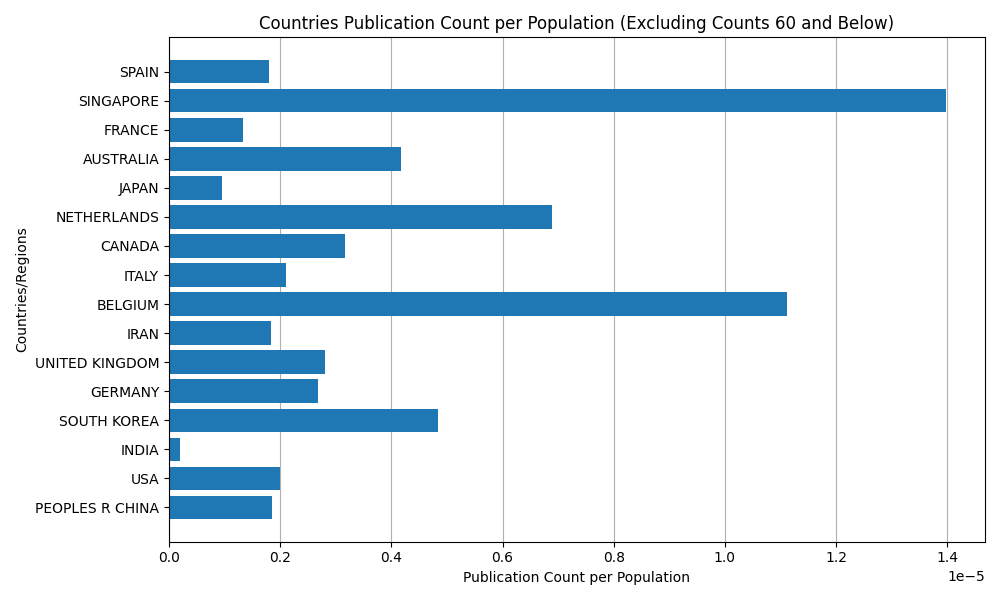 Countries Publication Count per Population (Excluding Counts 60 and Below)
Countries/Regions
SPAIN
SINGAPORE
FRANCE
AUSTRALIA
JAPAN
NETHERLANDS
CANADA
ITALY
BELGIUM
IRAN
UNITED KINGDOM
GERMANY
SOUTH KOREA
INDIA
USA
PEOPLES R CHINA
0.0 0.2 0.4 0.6 0.8 1.0 1.2 1.4
1e−5
Publication Count per Population